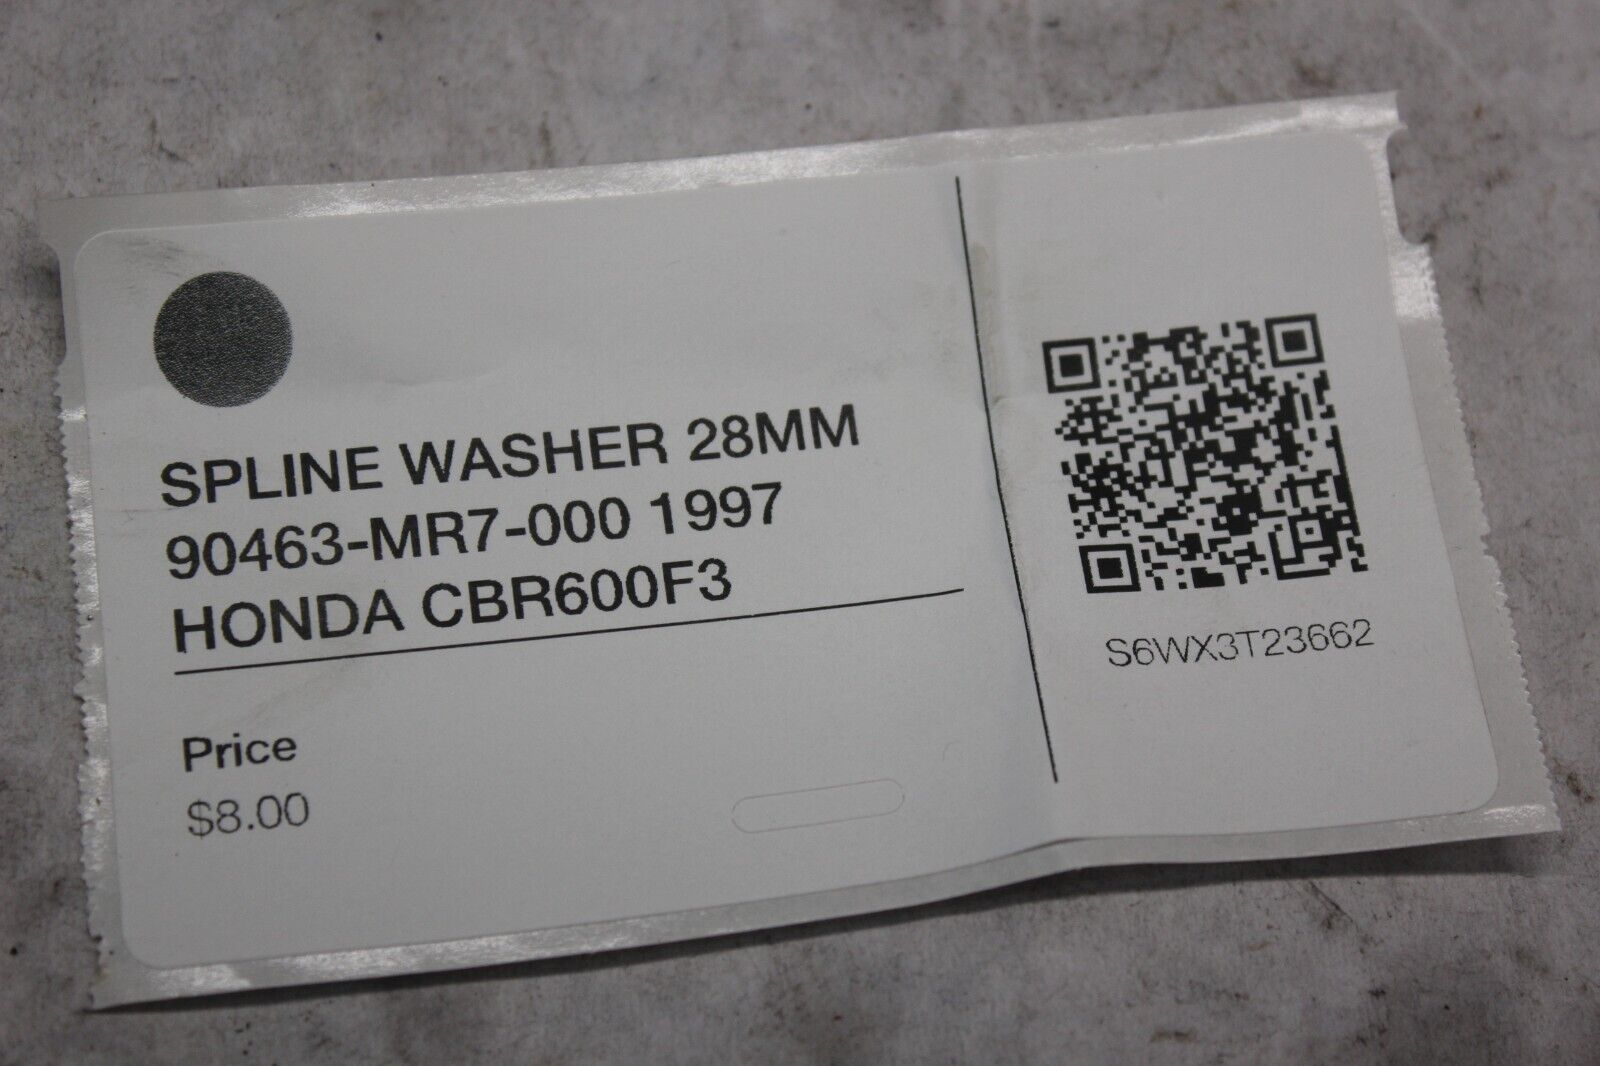 SPLINE WASHER 28MM
90463-MR7-000 1997
HONDA CBR600F3
Price
$8.00
S6WX3T23662